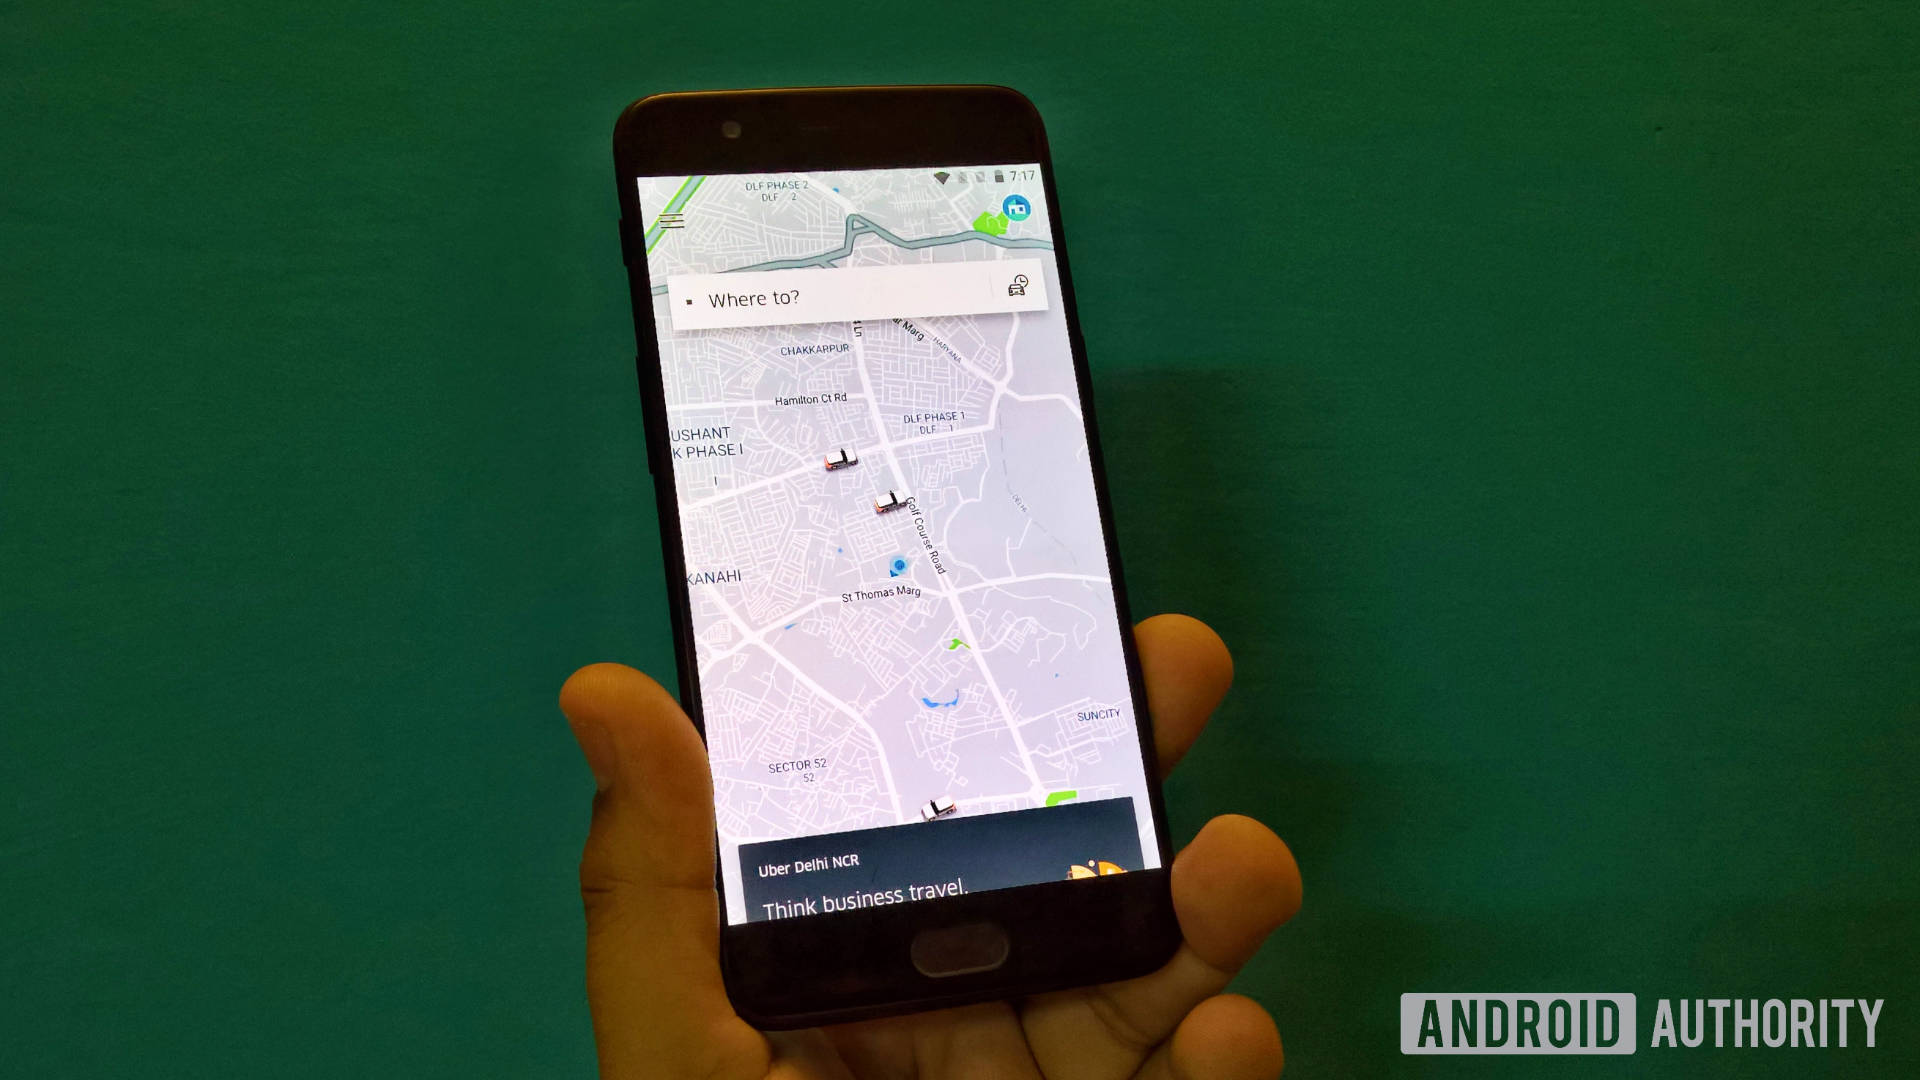 7:17
DLF PHASE 2
DLF 2
Where to?
ar Marg
HARYANA
CHAKKARPUR
Hamilton Ct Rd
DLF PHASE 1
DLF 1
USHANT
K PHASE I
I
Golf Course Road
DELHI
KANAHI
St Thomas Marg
SUNCITY
SECTOR 52
52
Uber Delhi NCR
Think business travel.
ANDROID AUTHORITY